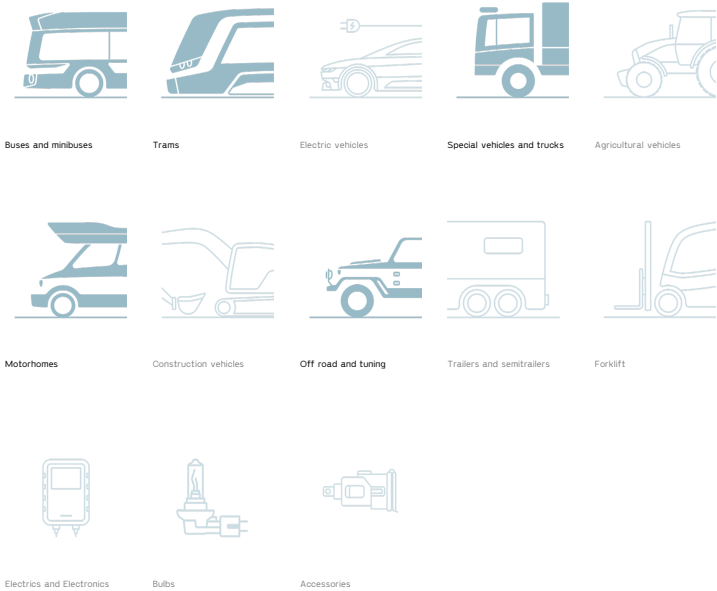 Buses and minibuses
Trams
Electric vehicles
Special vehicles and trucks
Agricultural vehicles
Motorhomes
Construction vehicles
Off road and tuning
Trailers and semitrailers
Forklift
Electrics and Electronics
Bulbs
Accessories